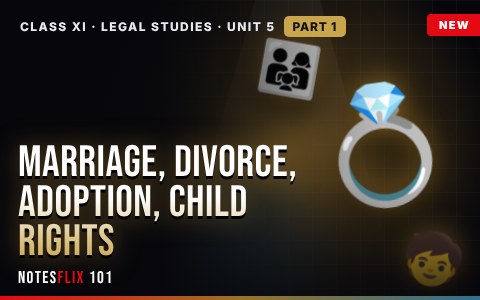 CLASS XI · LEGAL STUDIES · UNIT 5 PART 1
NEW
MARRIAGE, DIVORCE,
ADOPTION, CHILD
RIGHTS
NOTESFLIX 101